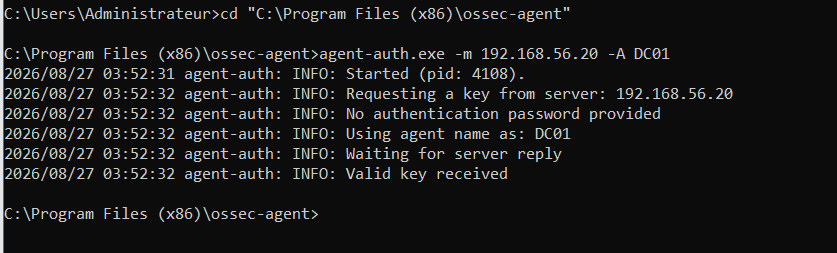 C:\Users\Administrateur>cd "C:\Program Files (x86)\ossec-agent"
C:\Program Files (x86)\ossec-agent>agent-auth.exe -m 192.168.56.20 -A DC01
2026/08/27 03:52:31 agent-auth: INFO: Started (pid: 4108).
2026/08/27 03:52:32 agent-auth: INFO: Requesting a key from server: 192.168.56.20
2026/08/27 03:52:32 agent-auth: INFO: No authentication password provided
2026/08/27 03:52:32 agent-auth: INFO: Using agent name as: DC01
2026/08/27 03:52:32 agent-auth: INFO: Waiting for server reply
2026/08/27 03:52:32 agent-auth: INFO: Valid key received
C:\Program Files (x86)\ossec-agent>